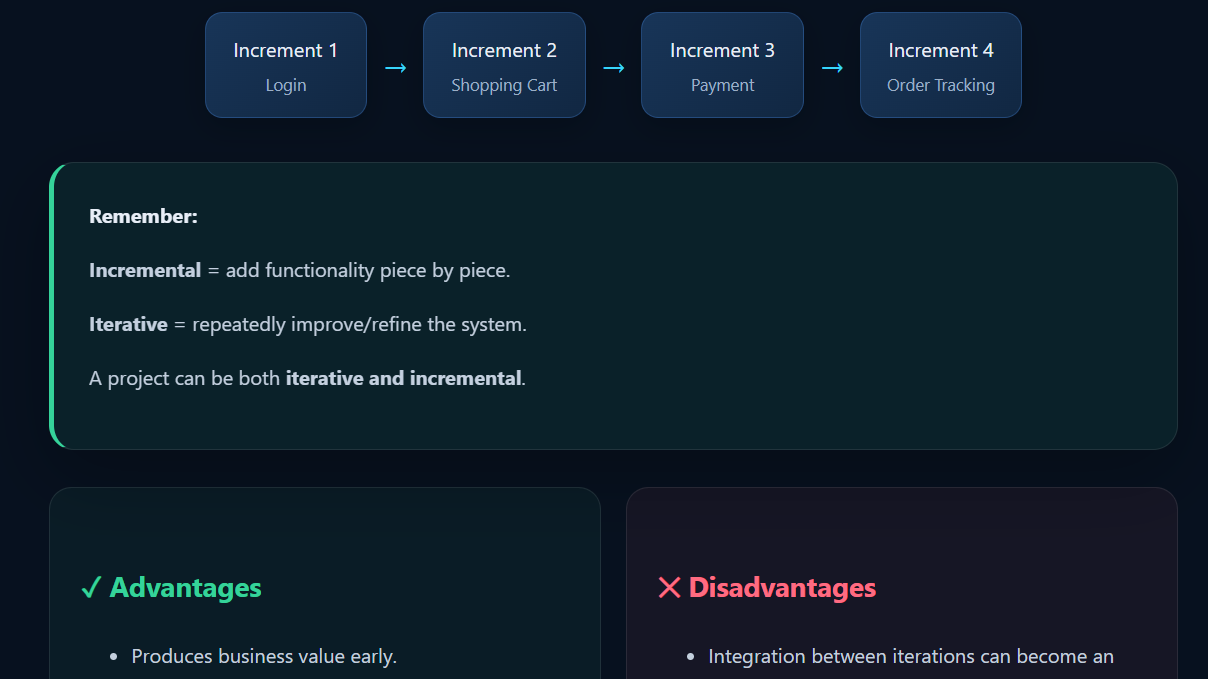 Increment 1 → Increment 2 → Increment 3 → Increment 4
Login Shopping Cart Payment Order Tracking
Remember:
Incremental = add functionality piece by piece.
Iterative = repeatedly improve/refine the system.
A project can be both iterative and incremental.
✓ Advantages
• Produces business value early.
✕ Disadvantages
• Integration between iterations can become an